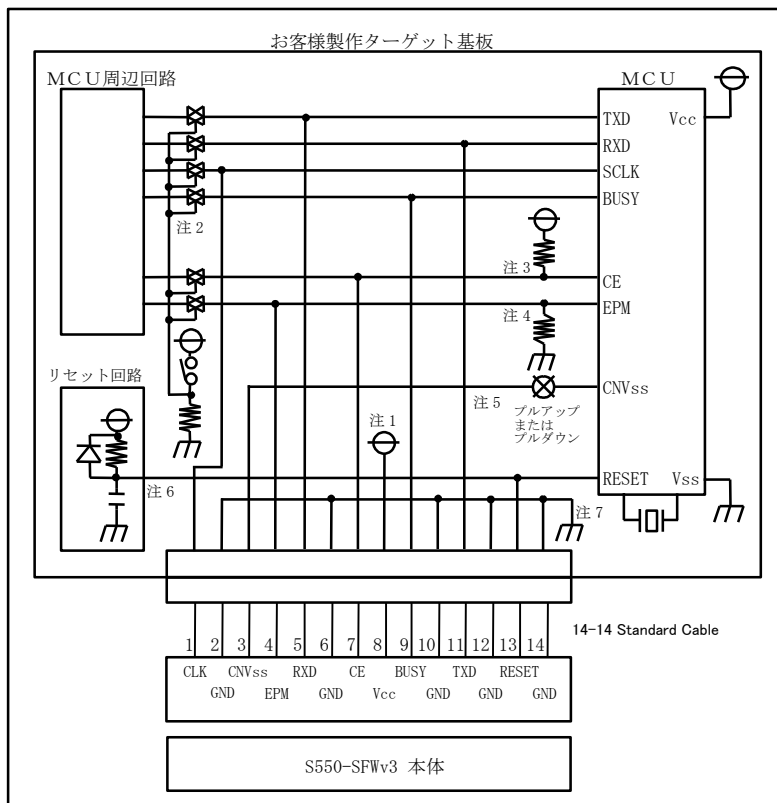 お客様製作ターゲット基板
MCU周辺回路
MCU
TXD
Vcc
RXD
SCLK
BUSY
注2
注3
CE
注4
EPM
リセット回路
注5
CNVss
プルアップ
または
プルダウン
注1
注6
RESET
Vss
注7
14-14 Standard Cable
1 2 3 4 5 6 7 8 9 10 11 12 13 14
CLK CNVss RXD CE BUSY TXD RESET
GND EPM GND Vcc GND GND GND
S550-SFWv3 本体